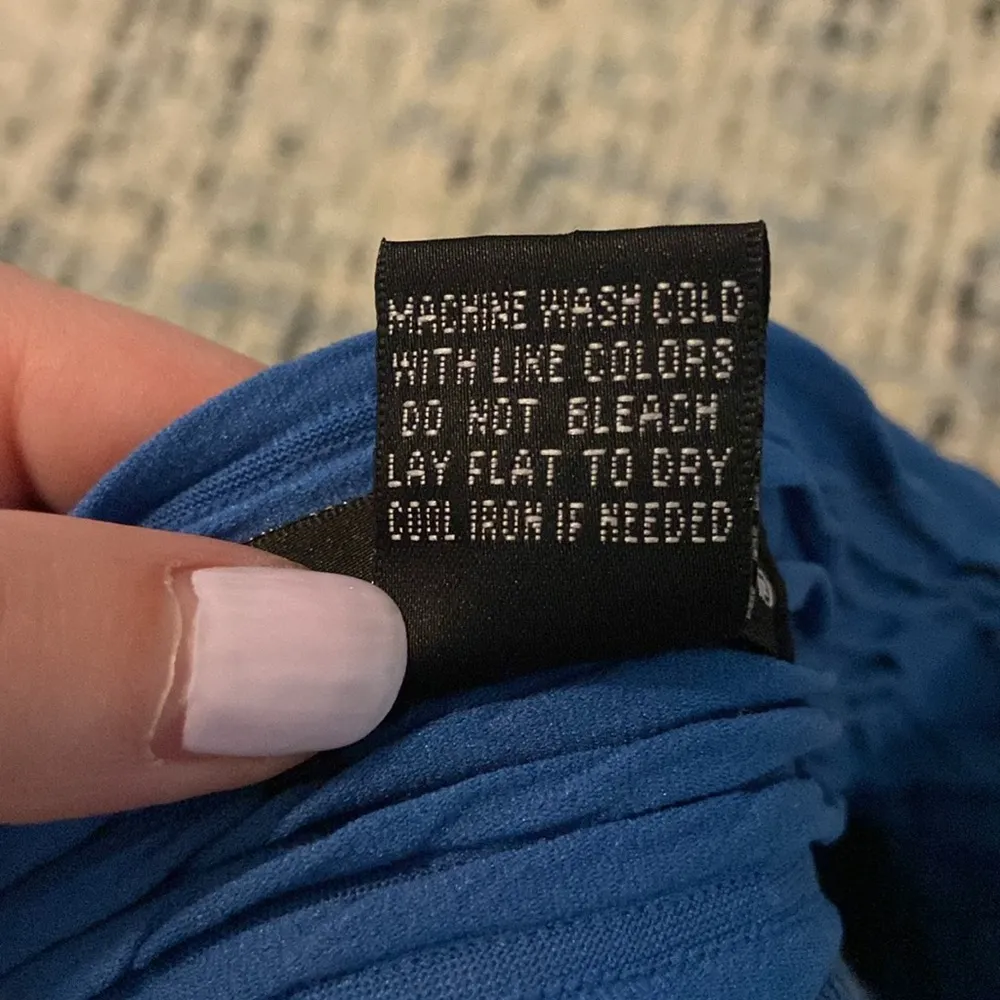 MACHINE WASH COLD
WITH LIKE COLORS
DO NOT BLEACH
LAY FLAT TO DRY
COOL IRON IF NEEDED